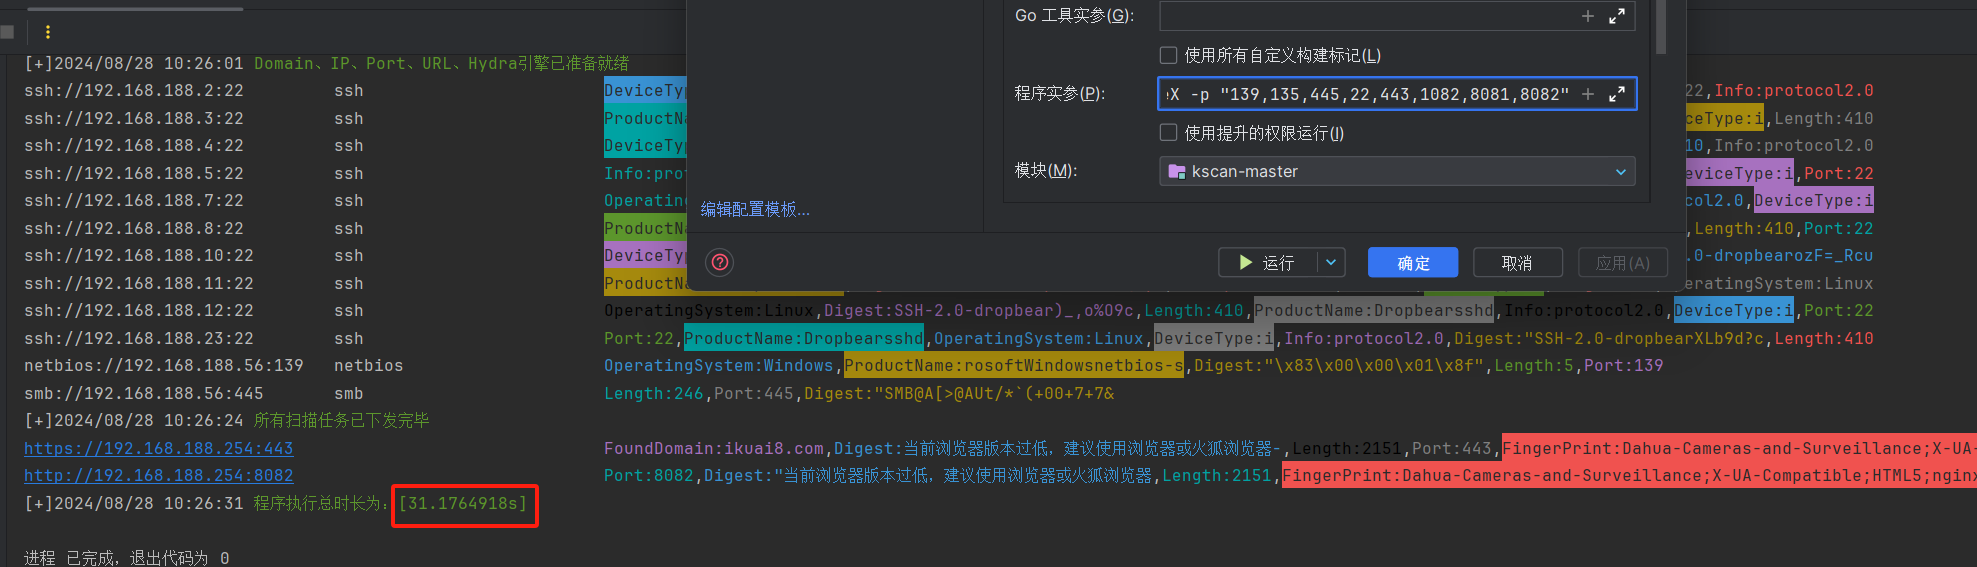 Go 工具实参(G):
使用所有自定义构建标记(L)
程序实参(P):
X -p "139,135,445,22,443,1082,8081,8082"
使用提升的权限运行(I)
模块(M):
kscan-master
编辑配置模板...
运行
确定
取消
应用(A)
[+]2024/08/28 10:26:01 Domain、IP、Port、URL、Hydra引擎已准备就绪
ssh://192.168.188.2:22 ssh DeviceTy 22,Info:protocol2.0
ssh://192.168.188.3:22 ssh ProductN ceType:i,Length:410
ssh://192.168.188.4:22 ssh DeviceTy 10,Info:protocol2.0
ssh://192.168.188.5:22 ssh Info:pro eviceType:i,Port:22
ssh://192.168.188.7:22 ssh Operatin col2.0,DeviceType:i
ssh://192.168.188.8:22 ssh ProductN ,Length:410,Port:22
ssh://192.168.188.10:22 ssh DeviceTy .0-dropbearozF=_Rcu
ssh://192.168.188.11:22 ssh ProductN eratingSystem:Linux
ssh://192.168.188.12:22 ssh OperatingSystem:Linux,Digest:SSH-2.0-dropbear)_,o%O9c,Length:410,ProductName:Dropbearsshd,Info:protocol2.0,DeviceType:i,Port:22
ssh://192.168.188.23:22 ssh Port:22,ProductName:Dropbearsshd,OperatingSystem:Linux,DeviceType:i,Info:protocol2.0,Digest:"SSH-2.0-dropbearXLb9d?c,Length:410
netbios://192.168.188.56:139 netbios OperatingSystem:Windows,ProductName:rosoftWindowsnetbios-s,Digest:"\x83\x00\x00\x01\x8f",Length:5,Port:139
smb://192.168.188.56:445 smb Length:246,Port:445,Digest:"SMB@A[>@AUt/*`(+00+7+7&
[+]2024/08/28 10:26:24 所有扫描任务已下发完毕
https://192.168.188.254:443 FoundDomain:ikuai8.com,Digest:当前浏览器版本过低，建议使用浏览器或火狐浏览器-,Length:2151,Port:443,FingerPrint:Dahua-Cameras-and-Surveillance;X-UA-
http://192.168.188.254:8082 Port:8082,Digest:"当前浏览器版本过低，建议使用浏览器或火狐浏览器,Length:2151,FingerPrint:Dahua-Cameras-and-Surveillance;X-UA-Compatible;HTML5;nginx
[+]2024/08/28 10:26:31 程序执行总时长为：[31.1764918s]
进程 已完成，退出代码为 0